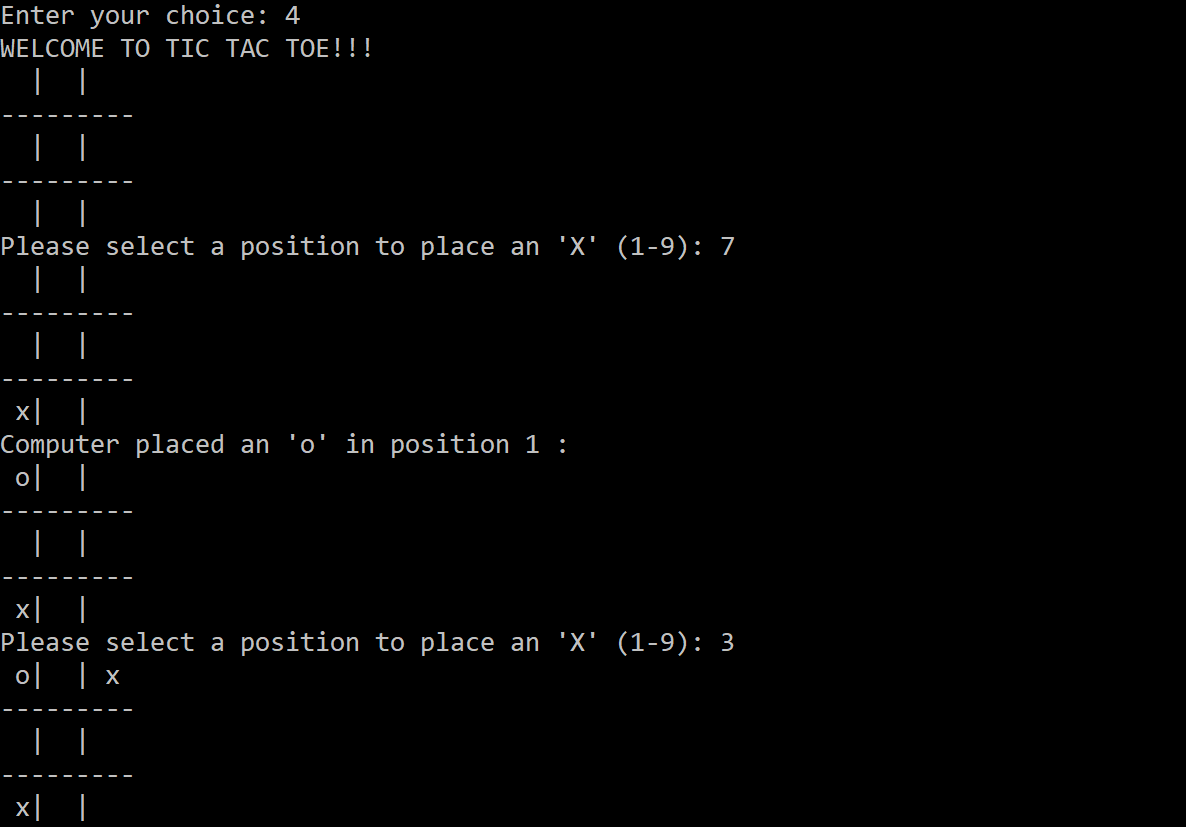 Enter your choice: 4
WELCOME TO TIC TAC TOE!!!
  |  |
---------
  |  |
---------
  |  |
Please select a position to place an 'X' (1-9): 7
  |  |
---------
  |  |
---------
 x|  |
Computer placed an 'o' in position 1 :
 o|  |
---------
  |  |
---------
 x|  |
Please select a position to place an 'X' (1-9): 3
 o|  | x
---------
  |  |
---------
 x|  |